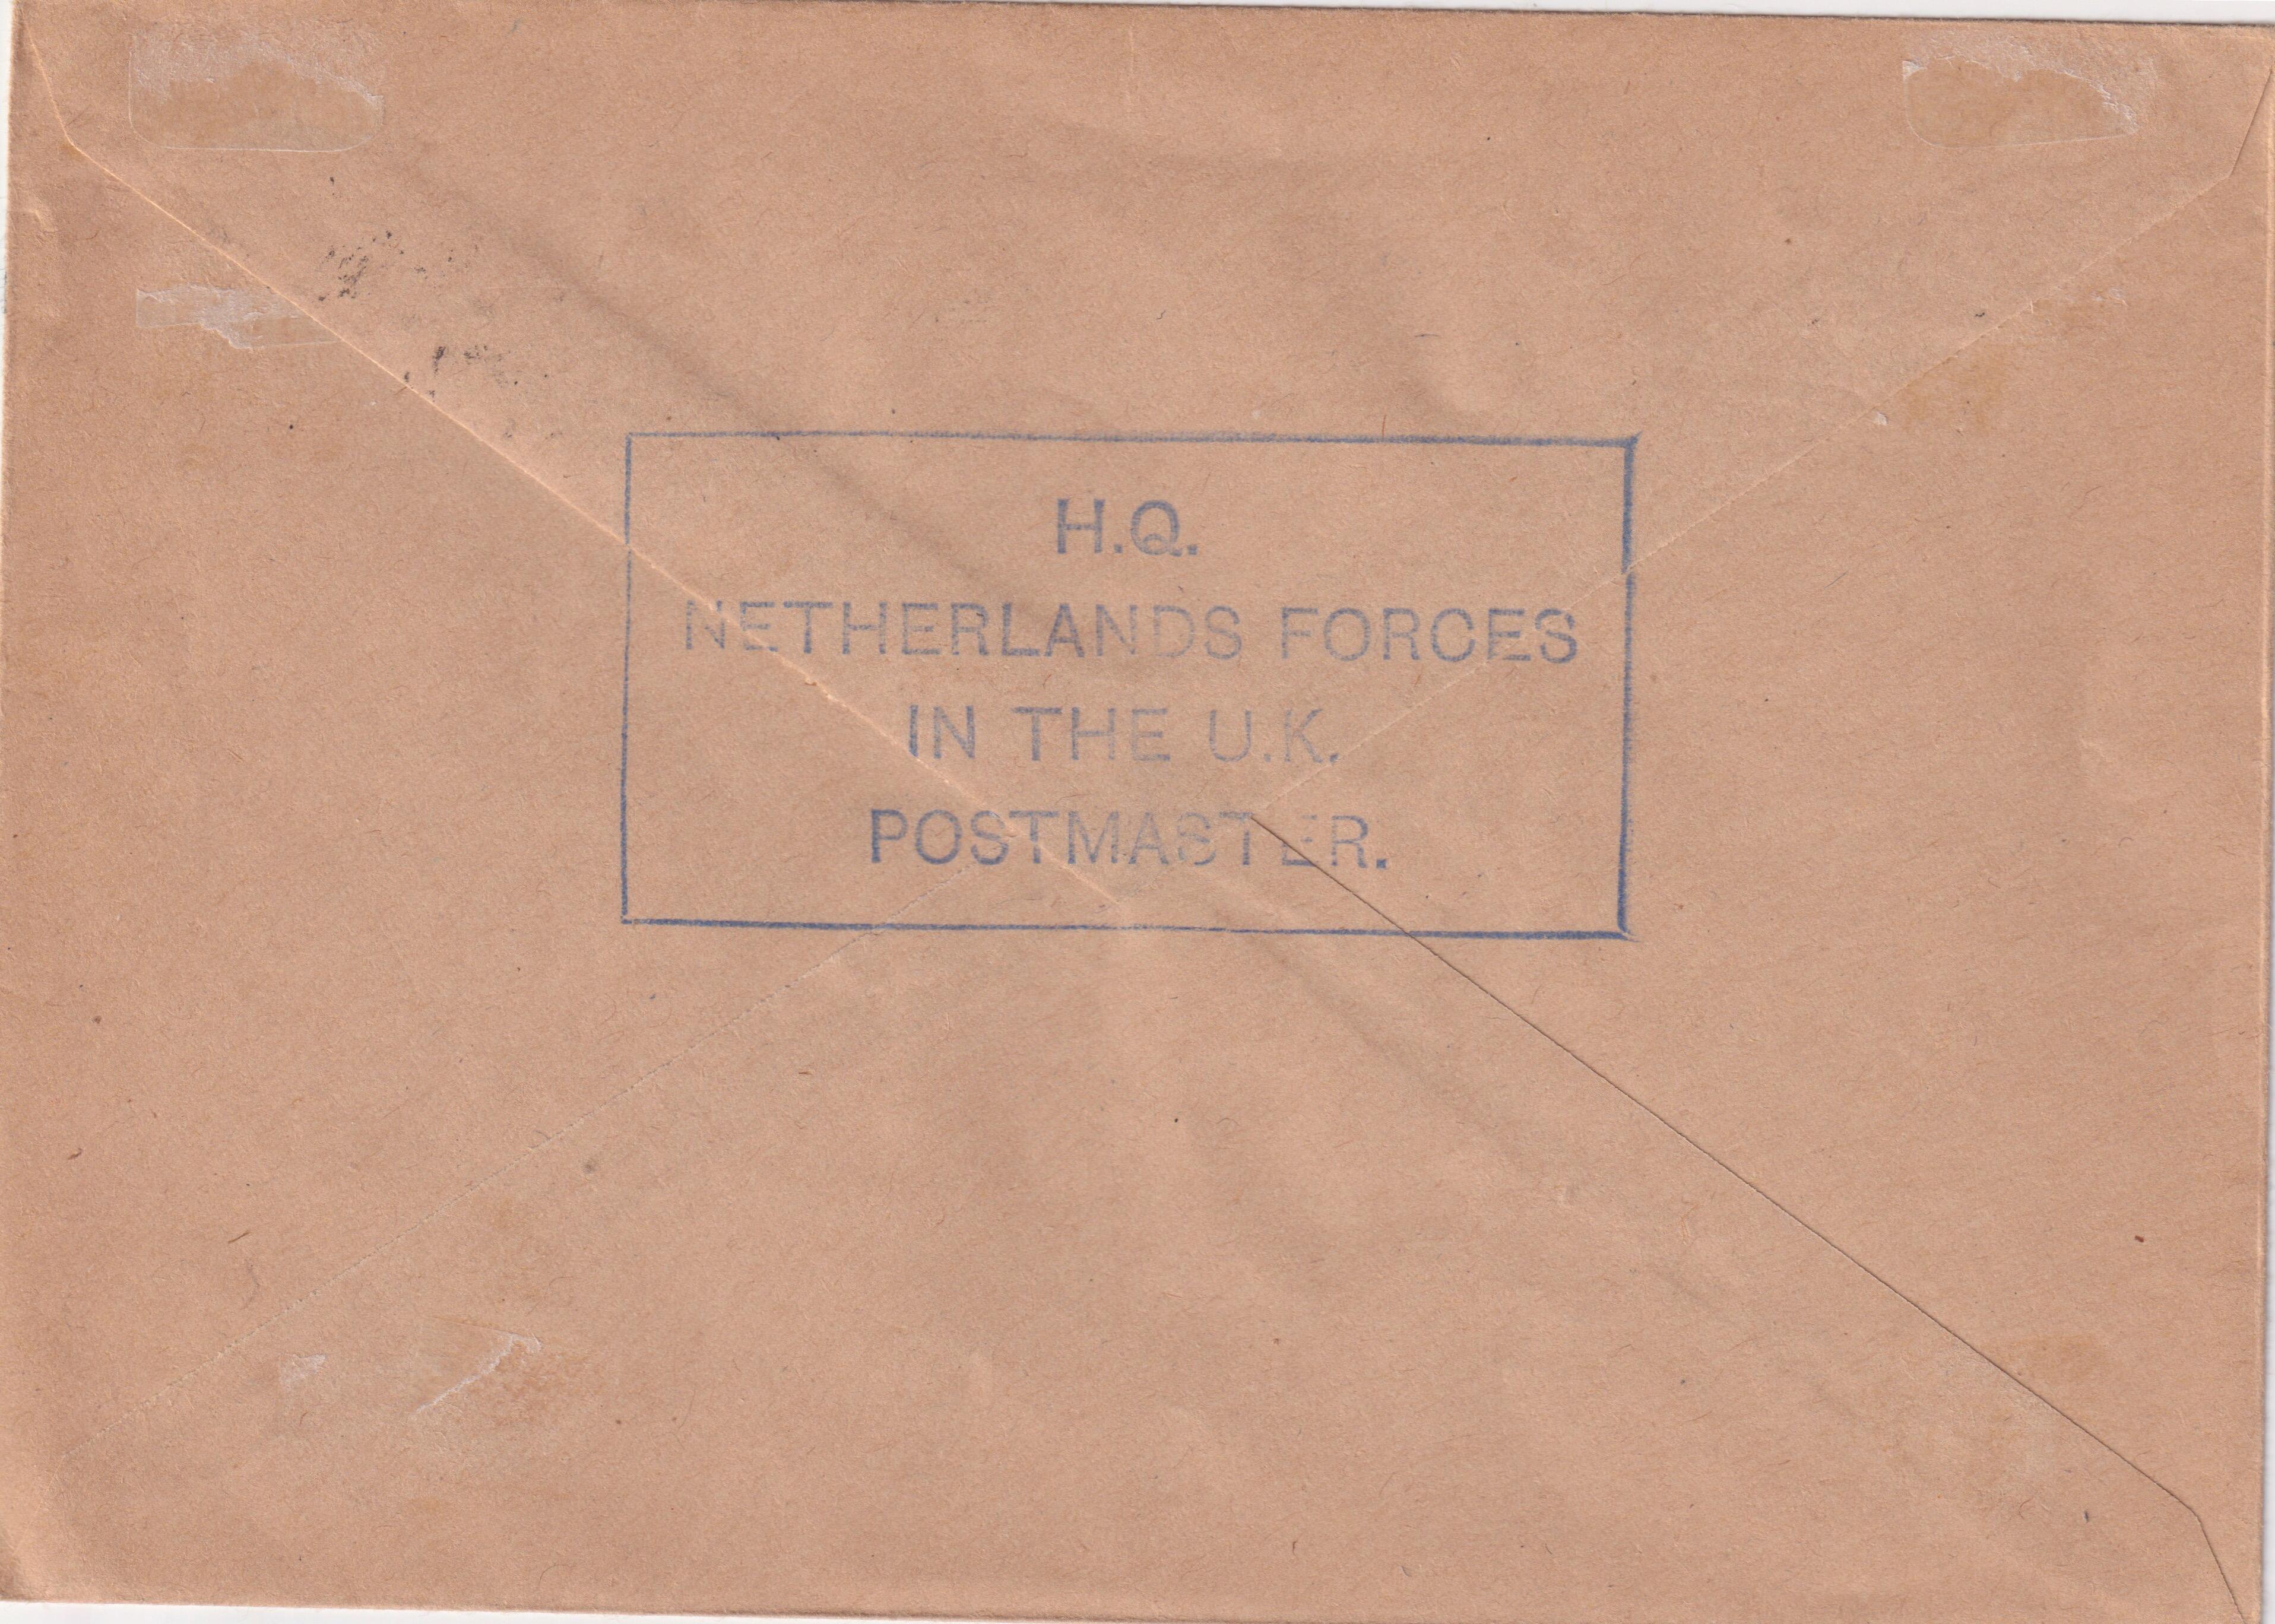 H.Q.
NETHERLANDS FORCES
IN THE U.K.
POSTMASTER.